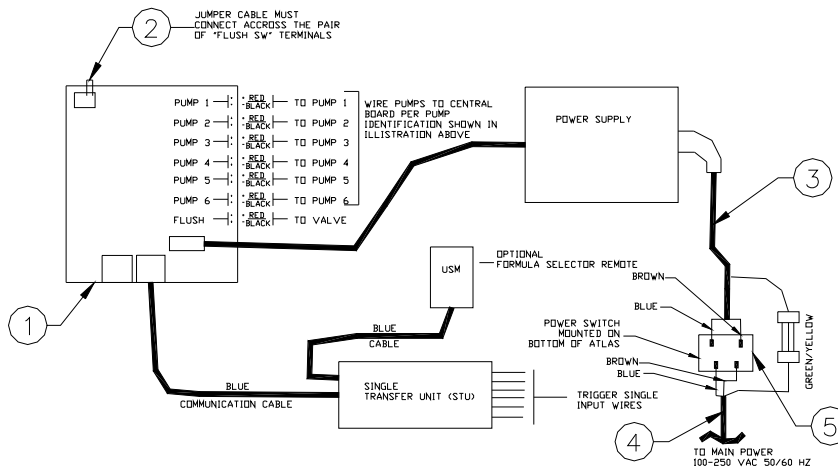 JUMPER CABLE MUST
CONNECT ACCROSS THE PAIR
OF "FLUSH SW" TERMINALS
2
PUMP 1 RED BLACK TO PUMP 1
PUMP 2 RED BLACK TO PUMP 2
PUMP 3 RED BLACK TO PUMP 3
PUMP 4 RED BLACK TO PUMP 4
PUMP 5 RED BLACK TO PUMP 5
PUMP 6 RED BLACK TO PUMP 6
FLUSH RED BLACK TO VALVE
WIRE PUMPS TO CENTRAL
BOARD PER PUMP
IDENTIFICATION SHOWN IN
ILLISTRATION ABOVE
POWER SUPPLY
3
USM
OPTIONAL
FORMULA SELECTOR REMOTE
1
BLUE
CABLE
BLUE
COMMUNICATION CABLE
SINGLE
TRANSFER UNIT (STU)
TRIGGER SINGLE
INPUT WIRES
BROWN
BLUE
POWER SWITCH
MOUNTED ON
BOTTOM OF ATLAS
BROWN
BLUE
GREEN/YELLOW
4
5
TO MAIN POWER
100-250 VAC 50/60 HZ